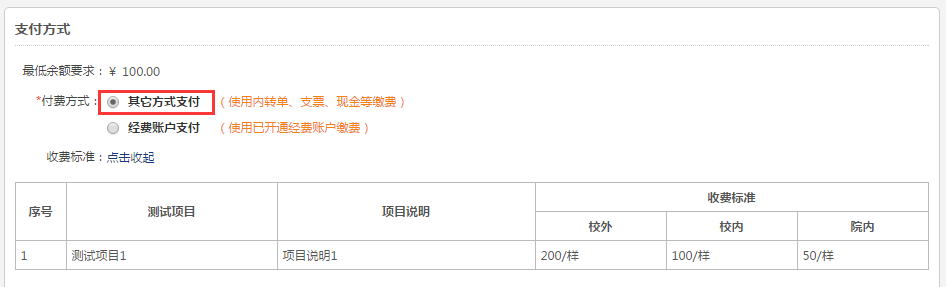 支付方式
最低余额要求：￥ 100.00
*付费方式： 其它方式支付 （使用内转单、支票、现金等缴费）
经费账户支付 （使用已开通经费账户缴费）
收费标准：点击收起
序号 测试项目 项目说明 收费标准
校外 校内 院内
1 测试项目1 项目说明1 200/样 100/样 50/样